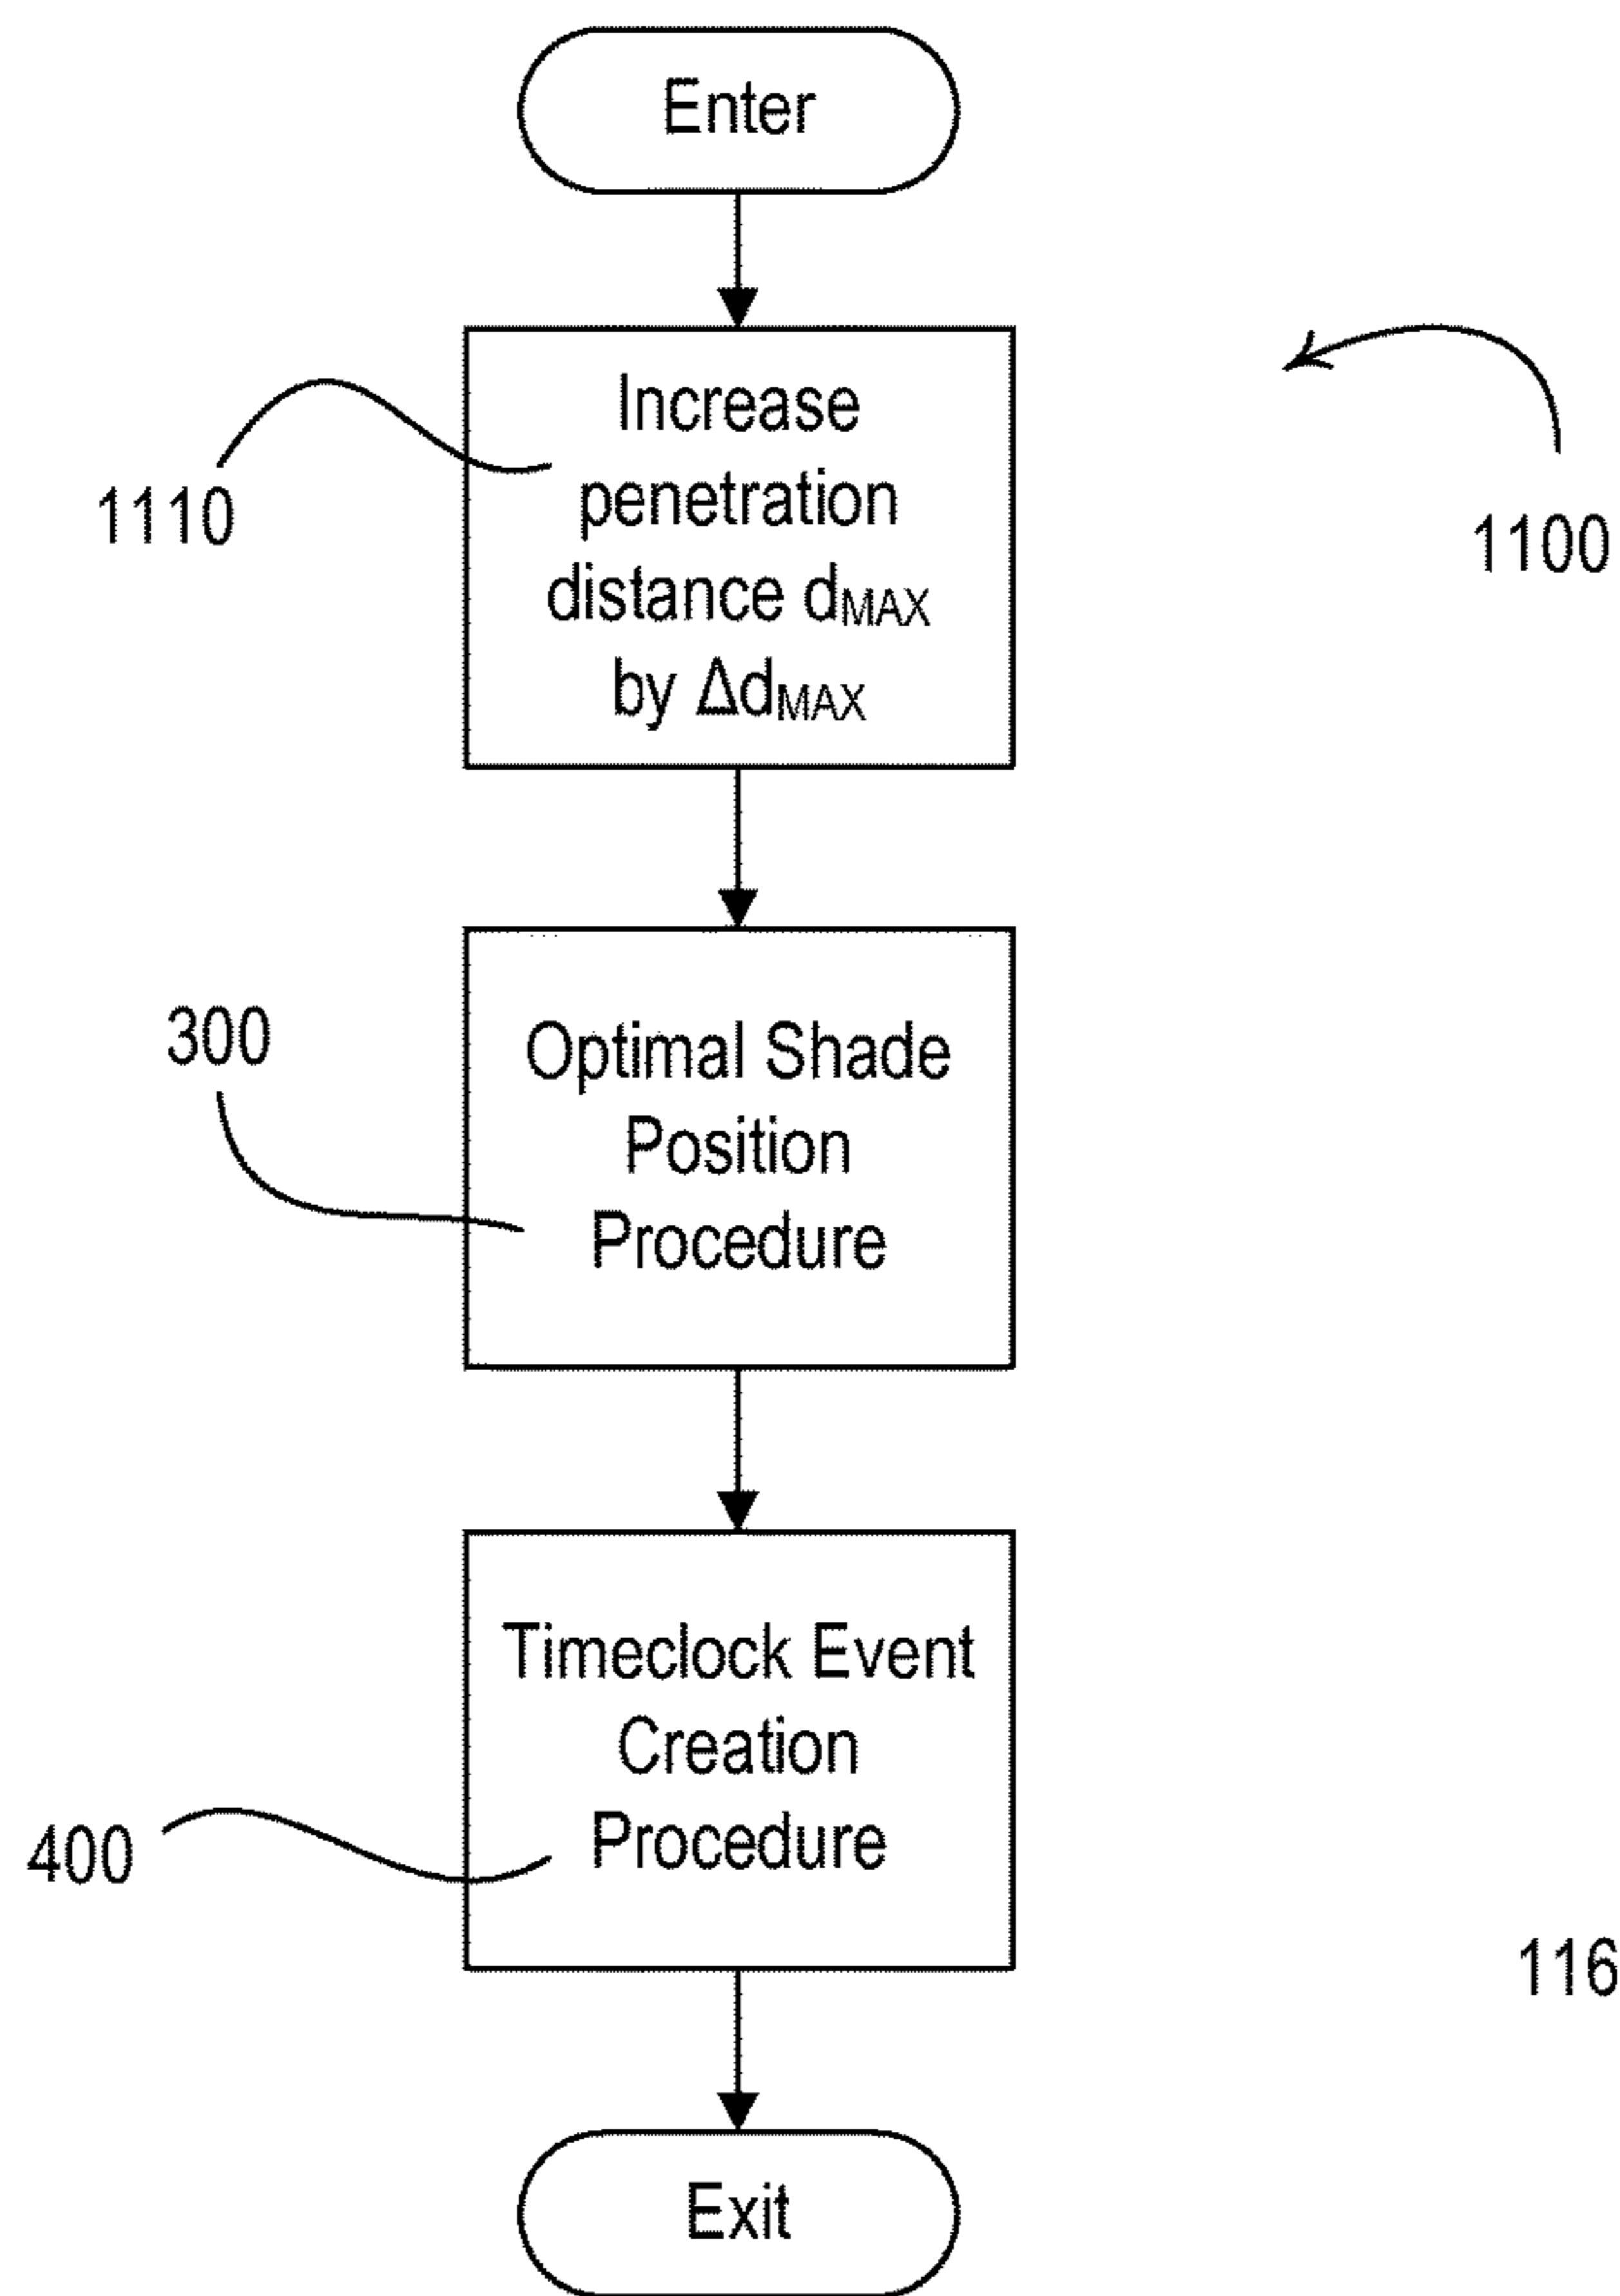 Enter
Increase
penetration
distance dMAX
by ΔdMAX
1110
1100
Optimal Shade
Position
Procedure
300
Timeclock Event
Creation
Procedure
400
116
Exit